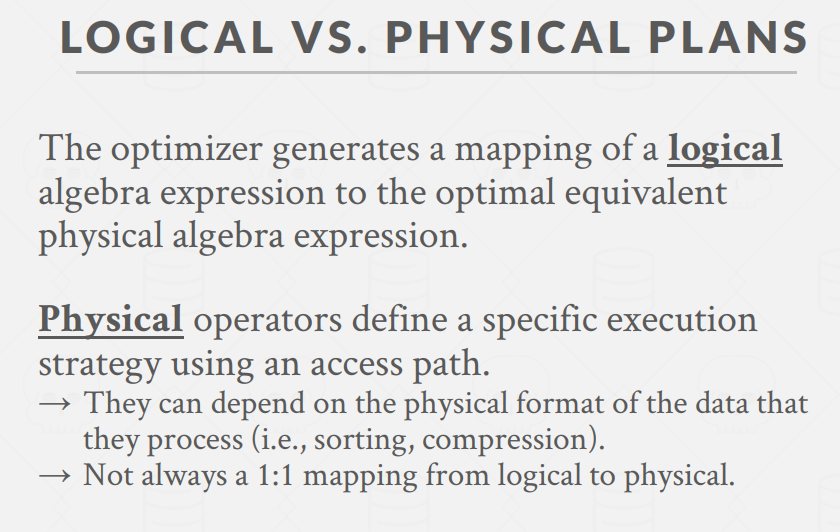 LOGICAL VS. PHYSICAL PLANS
The optimizer generates a mapping of a logical
algebra expression to the optimal equivalent
physical algebra expression.
Physical operators define a specific execution
strategy using an access path.
→ They can depend on the physical format of the data that
they process (i.e., sorting, compression).
→ Not always a 1:1 mapping from logical to physical.